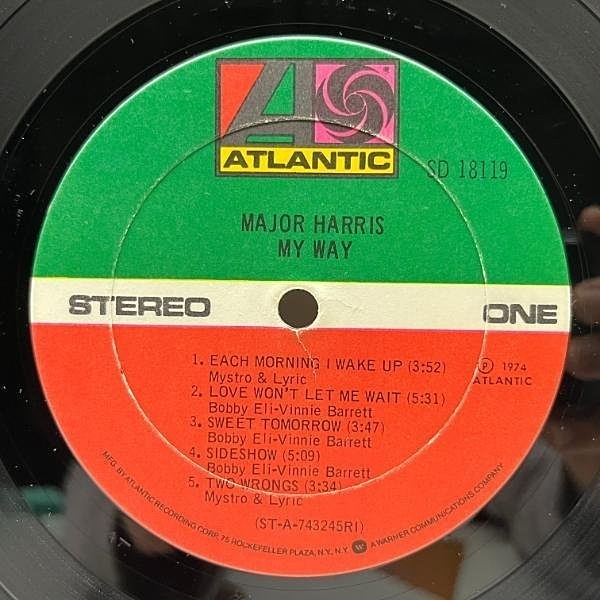 ATLANTIC
SD 18119
MAJOR HARRIS
MY WAY
STEREO
ONE
1. EACH MORNING I WAKE UP (3:52)
Mystro & Lyric
2. LOVE WON'T LET ME WAIT (5:31)
Bobby Eli-Vinnie Barrett
3. SWEET TOMORROW (3:47)
Bobby Eli-Vinnie Barrett
4. SIDESHOW (5:09)
Bobby Eli-Vinnie Barrett
5. TWO WRONGS (3:34)
Mystro & Lyric
℗ 1974
ATLANTIC
(ST-A-743245RI)
MFG. BY ATLANTIC RECORDING CORP. 75 ROCKEFELLER PLAZA, N.Y., N.Y. A WARNER COMMUNICATIONS COMPANY